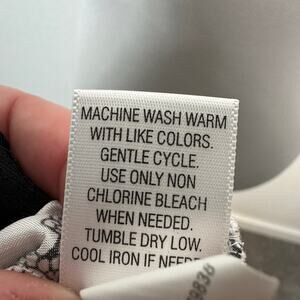 MACHINE WASH WARM
WITH LIKE COLORS.
GENTLE CYCLE.
USE ONLY NON
CHLORINE BLEACH
WHEN NEEDED.
TUMBLE DRY LOW.
COOL IRON IF